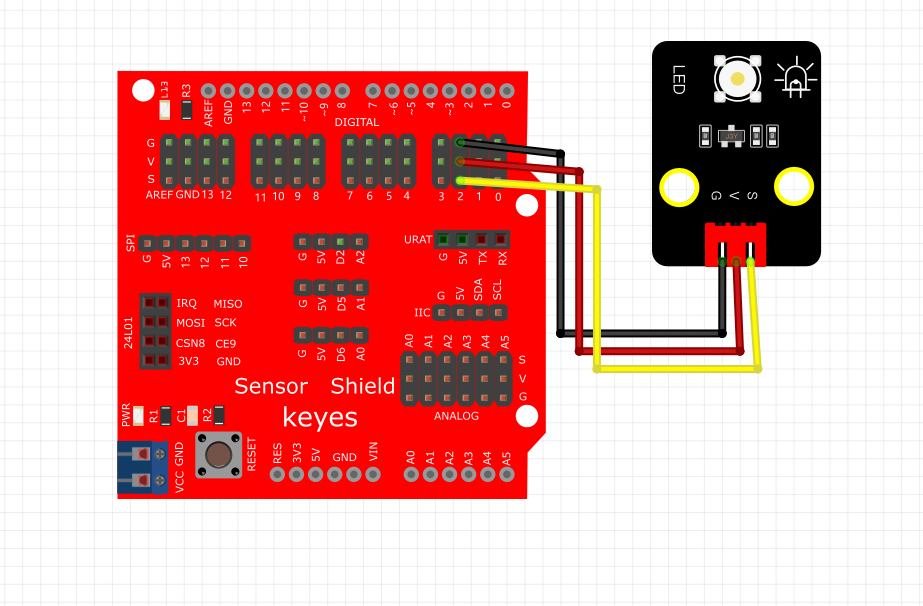 L13
R3
AREF
GND
13
12
11
~10
~9
8
7
~6
~5
4
~3
2
1
0
DIGITAL
G
V
S
AREF GND 13 12 11 10 9 8 7 6 5 4 3 2 1 0
LED
J3Y
G V S
SPI
G
5V
13
12
11
10
G
5V
D2
A2
URAT
G
5V
TX
RX
G
5V
D5
A1
IIC
G
5V
SDA
SCL
24L01
IRQ MISO
MOSI SCK
CSN8 CE9
3V3 GND
G
5V
D6
A0
A0
A1
A2
A3
A4
A5
S
V
G
ANALOG
Sensor Shield
keyes
PWR
R1
C1
R2
VCC GND
RESET
RES
3V3
5V
GND
VIN
A0
A1
A2
A3
A4
A5